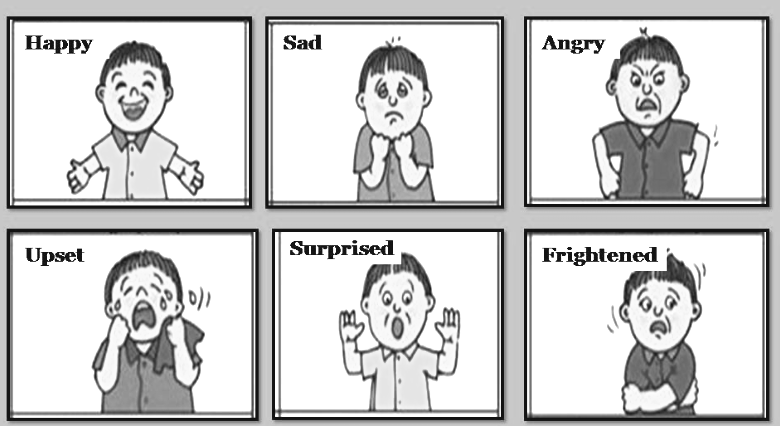 Happy
Sad
Angry
Upset
Surprised
Frightened